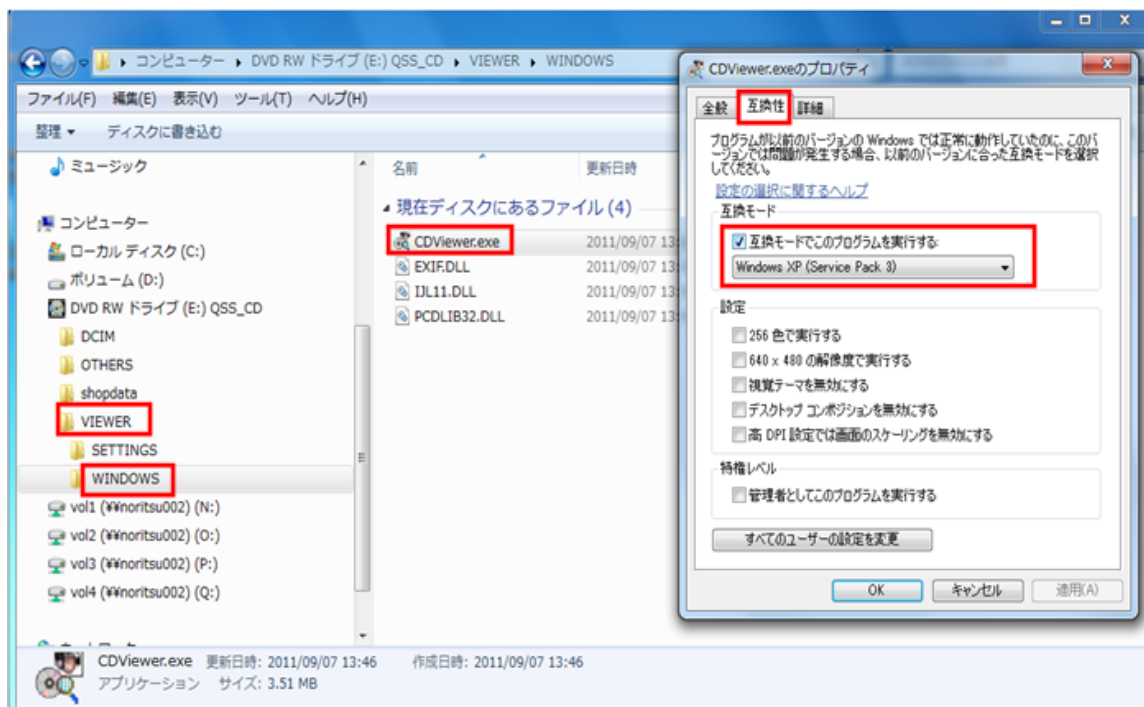 コンピューター ▸ DVD RW ドライブ (E:) QSS_CD ▸ VIEWER ▸ WINDOWS
ファイル(F) 編集(E) 表示(V) ツール(T) ヘルプ(H)
整理 ディスクに書き込む
ミュージック
コンピューター
ローカル ディスク (C:)
ボリューム (D:)
DVD RW ドライブ (E:) QSS_CD
DCIM
OTHERS
shopdata
VIEWER
SETTINGS
WINDOWS
vol1 (¥¥noritsu002) (N:)
vol2 (¥¥noritsu002) (O:)
vol3 (¥¥noritsu002) (P:)
vol4 (¥¥noritsu002) (Q:)
名前 更新日時
現在ディスクにあるファイル (4)
CDViewer.exe 2011/09/07 13:
EXIF.DLL 2011/09/07 13:
IJL11.DLL 2011/09/07 13:
PCDLIB32.DLL 2011/09/07 13:
CDViewer.exeのプロパティ
全般 互換性 詳細
プログラムが以前のバージョンの Windows では正常に動作していたのに、このバ
ージョンでは問題が発生する場合、以前のバージョンに合った互換モードを選択
してください。
設定の選択に関するヘルプ
互換モード
互換モードでこのプログラムを実行する:
Windows XP (Service Pack 3)
設定
256 色で実行する
640 x 480 の解像度で実行する
視覚テーマを無効にする
デスクトップ コンポジションを無効にする
高 DPI 設定では画面のスケーリングを無効にする
特権レベル
管理者としてこのプログラムを実行する
すべてのユーザーの設定を変更
OK キャンセル 適用(A)
CDViewer.exe 更新日時: 2011/09/07 13:46 作成日時: 2011/09/07 13:46
アプリケーション サイズ: 3.51 MB